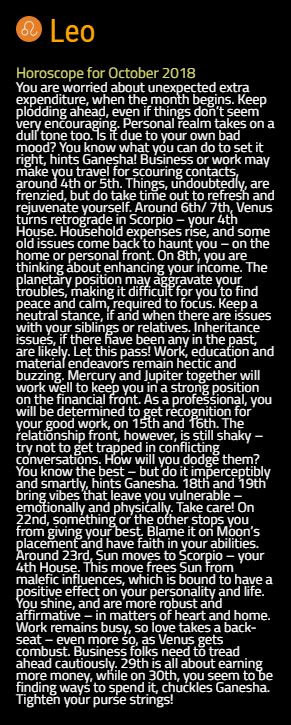 Leo
Horoscope for October 2018
You are worried about unexpected extra
expenditure, when the month begins. Keep
plodding ahead, even if things don't seem
very encouraging. Personal realm takes on a
dull tone too. Is it due to your own bad
mood? You know what you can do to set it
right, hints Ganesha! Business or work may
make you travel for scouring contacts,
around 4th or 5th. Things, undoubtedly, are
frenzied, but do take time out to refresh and
rejuvenate yourself. Around 6th/ 7th, Venus
turns retrograde in Scorpio – your 4th
House. Household expenses rise, and some
old issues come back to haunt you – on the
home or personal front. On 8th, you are
thinking about enhancing your income. The
planetary position may aggravate your
troubles, making it difficult for you to find
peace and calm, required to focus. Keep a
neutral stance, if and when there are issues
with your siblings or relatives. Inheritance
issues, if there have been any in the past,
are likely. Let this pass! Work, education and
material endeavors remain hectic and
buzzing. Mercury and Jupiter together will
work well to keep you in a strong position
on the financial front. As a professional, you
will be determined to get recognition for
your good work, on 15th and 16th. The
relationship front, however, is still shaky –
try not to get trapped in conflicting
conversations. How will you dodge them?
You know the best – but do it imperceptibly
and smartly, hints Ganesha. 18th and 19th
bring vibes that leave you vulnerable –
emotionally and physically. Take care! On
22nd, something or the other stops you
from giving your best. Blame it on Moon's
placement and have faith in your abilities.
Around 23rd, Sun moves to Scorpio – your
4th House. This move frees Sun from
malefic influences, which is bound to have a
positive effect on your personality and life.
You shine, and are more robust and
affirmative – in matters of heart and home.
Work remains busy, so love takes a back-
seat – even more so, as Venus gets
combust. Business folks need to tread
ahead cautiously. 29th is all about earning
more money, while on 30th, you seem to be
finding ways to spend it, chuckles Ganesha.
Tighten your purse strings!